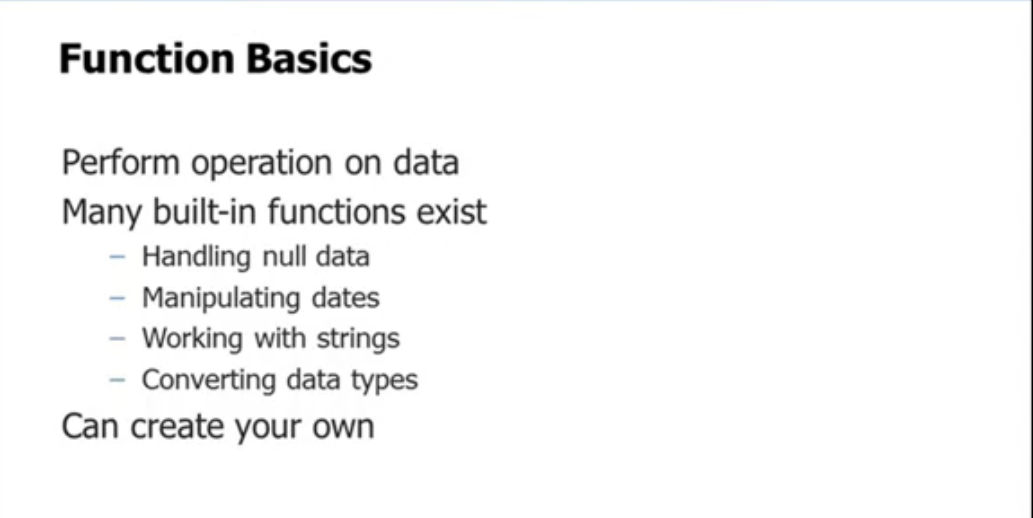 Function Basics
Perform operation on data
Many built-in functions exist
– Handling null data
– Manipulating dates
– Working with strings
– Converting data types
Can create your own